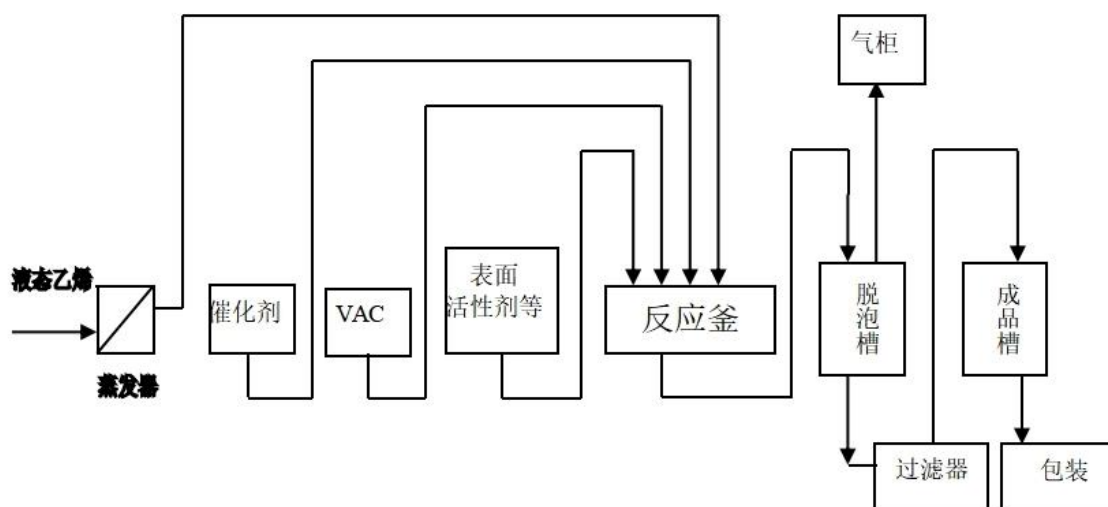 气柜
液态乙烯
蒸发器
催化剂
VAC
表面
活性剂等
反应釜
脱泡槽
成品槽
过滤器
包装